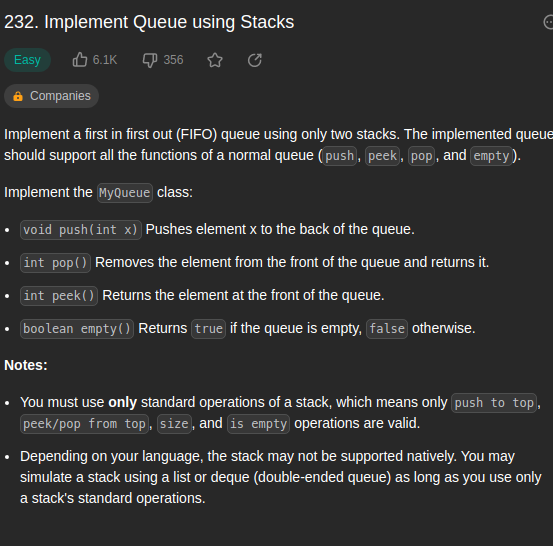 232. Implement Queue using Stacks
Easy 6.1K 356
Companies
Implement a first in first out (FIFO) queue using only two stacks. The implemented queue
should support all the functions of a normal queue (push, peek, pop, and empty).
Implement the MyQueue class:
• void push(int x) Pushes element x to the back of the queue.
• int pop() Removes the element from the front of the queue and returns it.
• int peek() Returns the element at the front of the queue.
• boolean empty() Returns true if the queue is empty, false otherwise.
Notes:
• You must use only standard operations of a stack, which means only push to top,
peek/pop from top, size, and is empty operations are valid.
• Depending on your language, the stack may not be supported natively. You may
simulate a stack using a list or deque (double-ended queue) as long as you use only
a stack's standard operations.